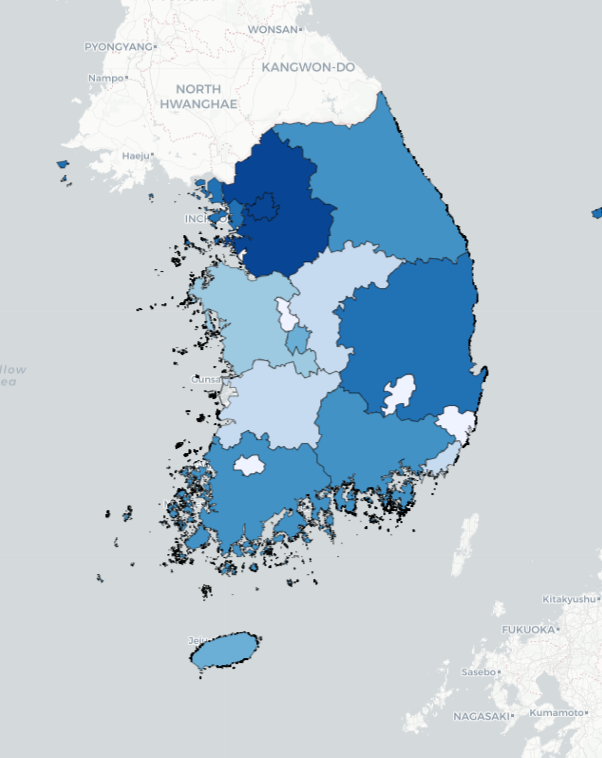 WONSAN
PYONGYANG
KANGWON-DO
Nampo
NORTH
HWANGHAE
Haeju
INCH
Gunsa
llow
ea
Jeju
Kitakyushu
FUKUOKA
Sasebo
NAGASAKI
Kumamoto